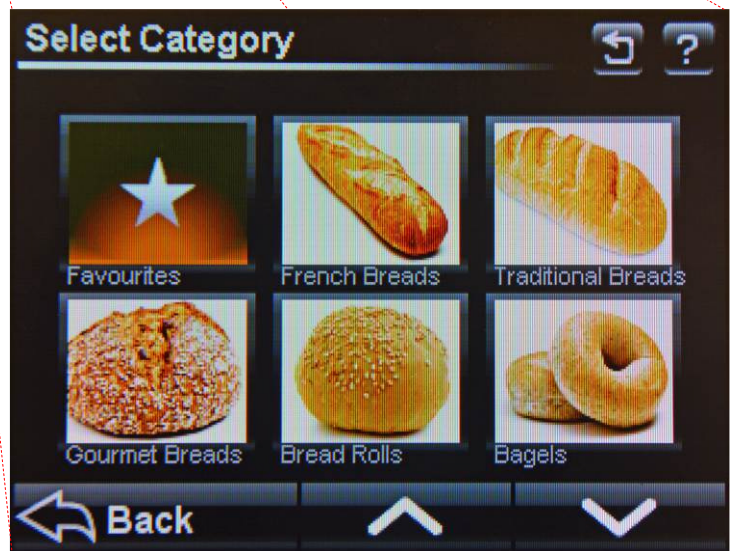 Select Category
?
Favourites
French Breads
Traditional Breads
Gourmet Breads
Bread Rolls
Bagels
Back